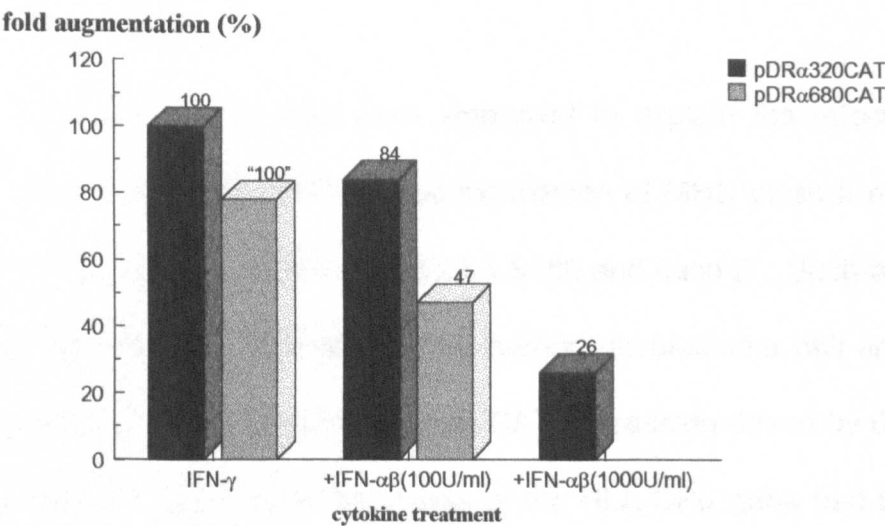 fold augmentation (%)
120
100
80
60
40
20
0
100
"100"
84
47
26
pDRα320CAT
pDRα680CAT
IFN-γ
+IFN-αβ(100U/ml)
+IFN-αβ(1000U/ml)
cytokine treatment